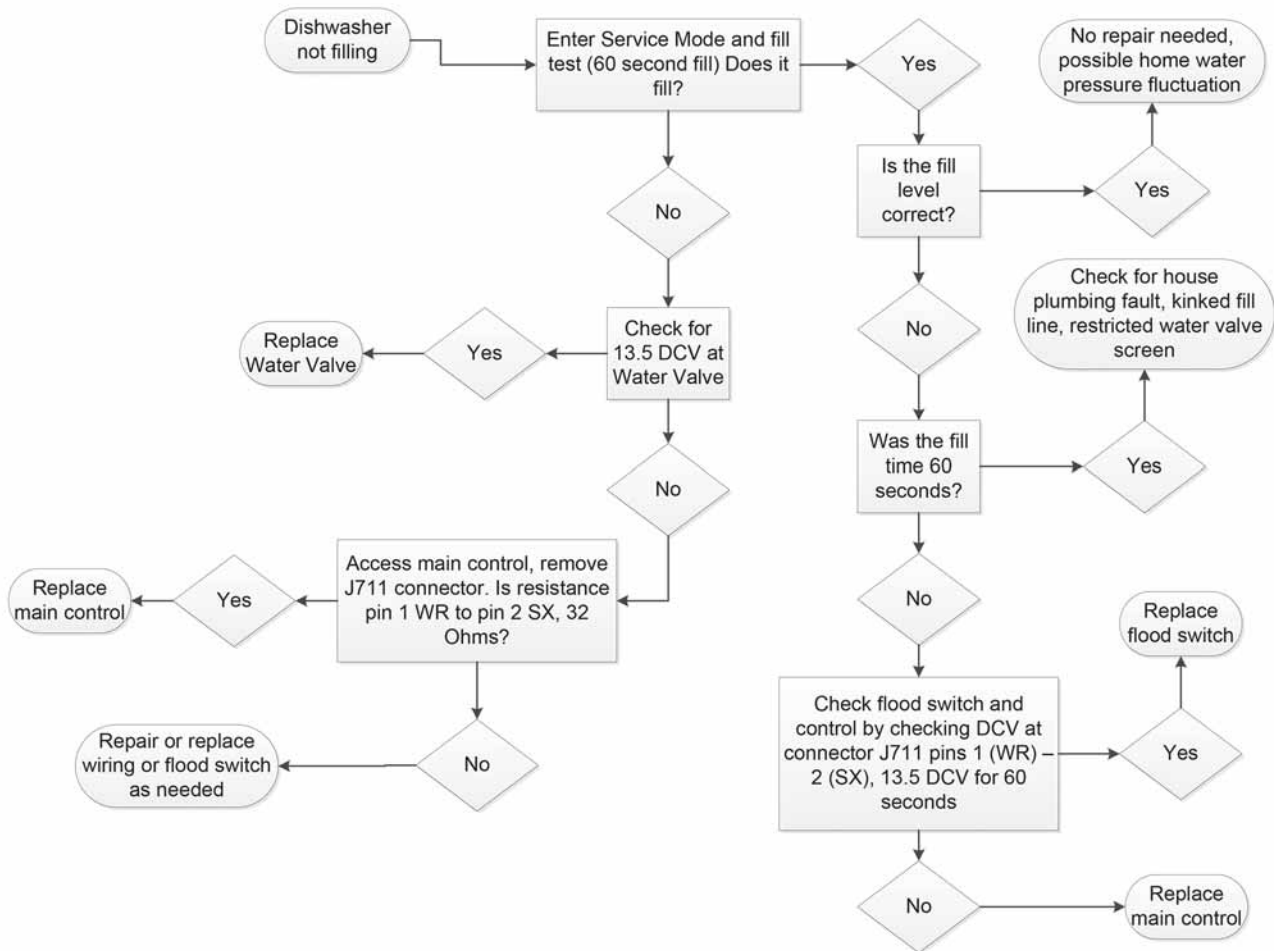 Dishwasher
not filling
Enter Service Mode and fill
test (60 second fill) Does it
fill?
Yes
No repair needed,
possible home water
pressure fluctuation
Is the fill
level
correct?
Yes
No
No
Check for house
plumbing fault, kinked fill
line, restricted water valve
screen
Check for
13.5 DCV at
Water Valve
Yes
Replace
Water Valve
Was the fill
time 60
seconds?
Yes
No
Access main control, remove
J711 connector. Is resistance
pin 1 WR to pin 2 SX, 32
Ohms?
Yes
Replace
main control
No
Replace
flood switch
Check flood switch and
control by checking DCV at
connector J711 pins 1 (WR) –
2 (SX), 13.5 DCV for 60
seconds
Yes
No
Repair or replace
wiring or flood switch
as needed
No
Replace
main control